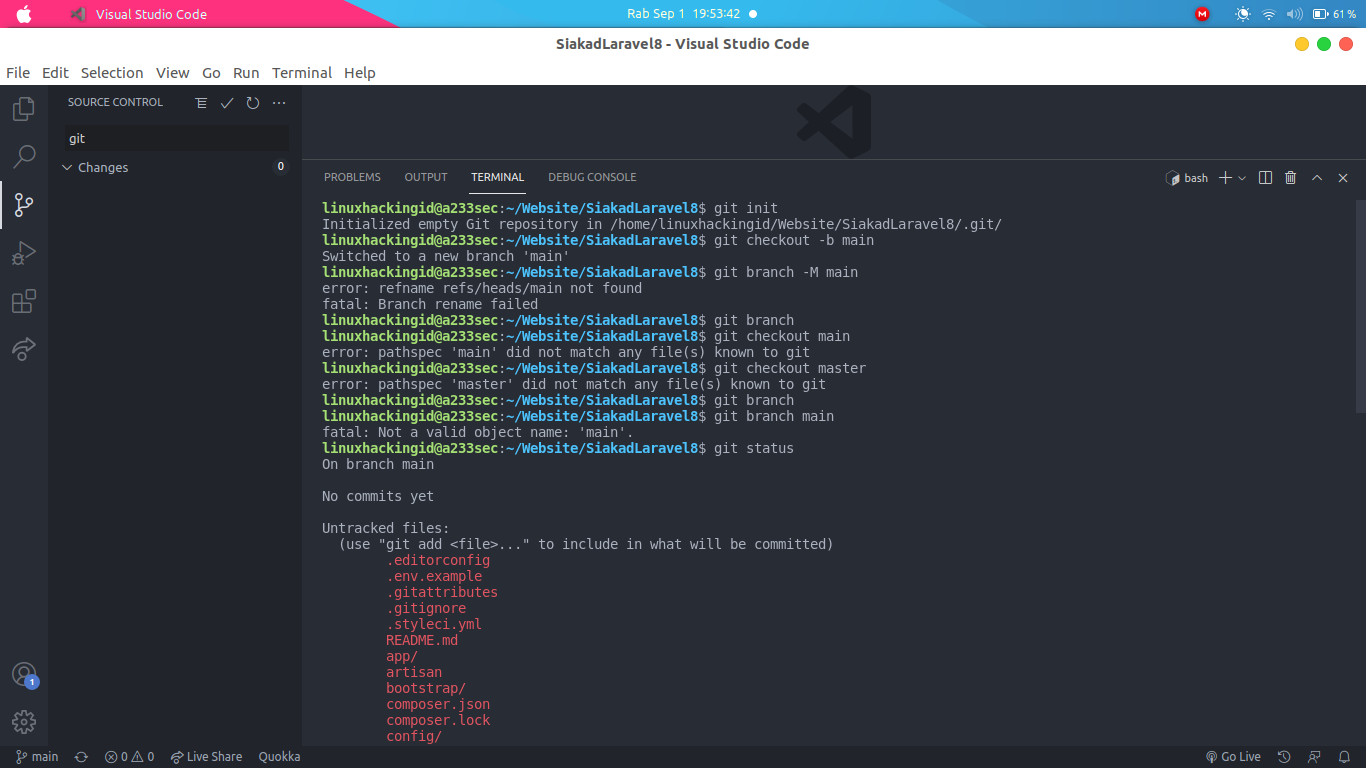 Visual Studio Code
Rab Sep 1 19:53:42
61 %
SiakadLaravel8 - Visual Studio Code
File Edit Selection View Go Run Terminal Help
SOURCE CONTROL
git
Changes 0
PROBLEMS OUTPUT TERMINAL DEBUG CONSOLE
bash
linuxhackingid@a233sec:~/Website/SiakadLaravel8$ git init
Initialized empty Git repository in /home/linuxhackingid/Website/SiakadLaravel8/.git/
linuxhackingid@a233sec:~/Website/SiakadLaravel8$ git checkout -b main
Switched to a new branch 'main'
linuxhackingid@a233sec:~/Website/SiakadLaravel8$ git branch -M main
error: refname refs/heads/main not found
fatal: Branch rename failed
linuxhackingid@a233sec:~/Website/SiakadLaravel8$ git branch
linuxhackingid@a233sec:~/Website/SiakadLaravel8$ git checkout main
error: pathspec 'main' did not match any file(s) known to git
linuxhackingid@a233sec:~/Website/SiakadLaravel8$ git checkout master
error: pathspec 'master' did not match any file(s) known to git
linuxhackingid@a233sec:~/Website/SiakadLaravel8$ git branch
linuxhackingid@a233sec:~/Website/SiakadLaravel8$ git branch main
fatal: Not a valid object name: 'main'.
linuxhackingid@a233sec:~/Website/SiakadLaravel8$ git status
On branch main
No commits yet
Untracked files:
(use "git add <file>..." to include in what will be committed)
.editorconfig
.env.example
.gitattributes
.gitignore
.styleci.yml
README.md
app/
artisan
bootstrap/
composer.json
composer.lock
config/
1
main 0 0 Live Share Quokka
Go Live